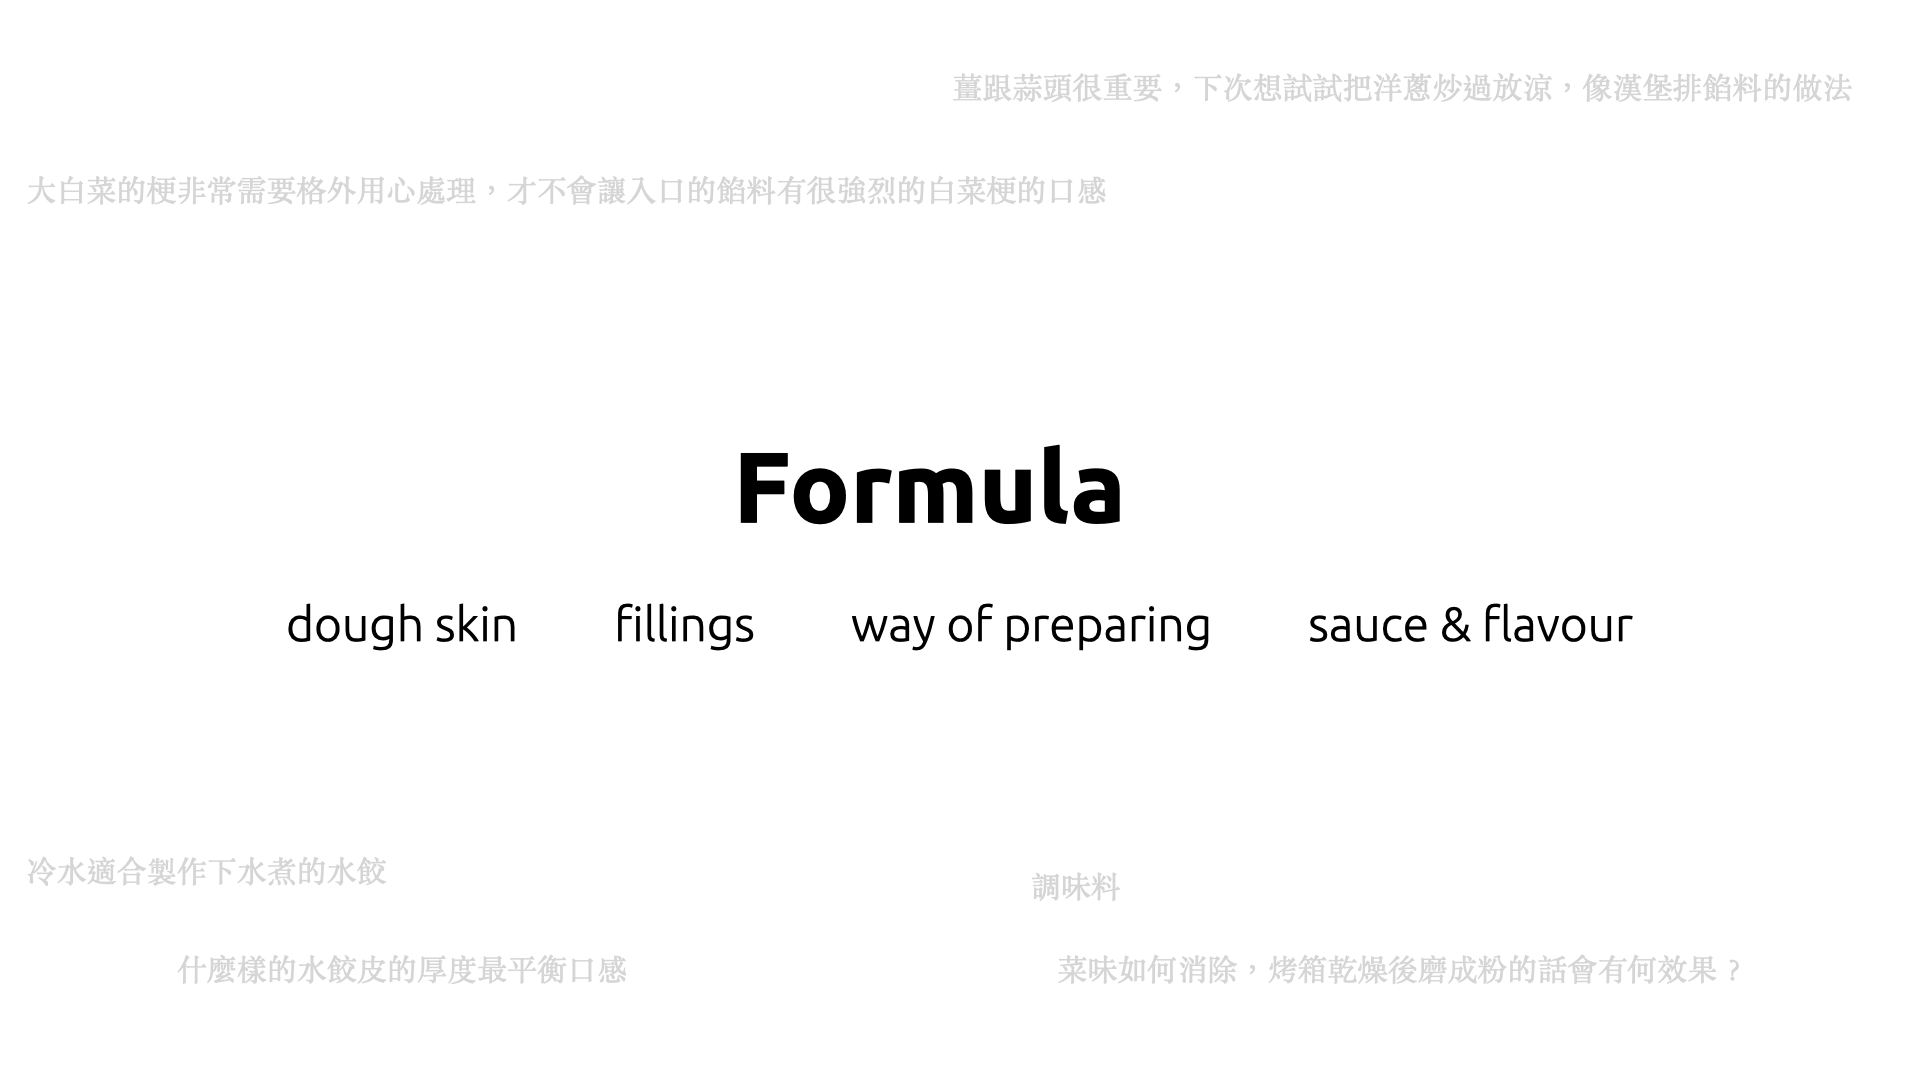 薑跟蒜頭很重要，下次想試試把洋蔥炒過放涼，像漢堡排餡料的做法
大白菜的梗非常需要格外用心處理，才不會讓入口的餡料有很強烈的白菜梗的口感
Formula
dough skin fillings way of preparing sauce & flavour
冷水適合製作下水煮的水餃
調味料
什麼樣的水餃皮的厚度最平衡口感
菜味如何消除，烤箱乾燥後磨成粉的話會有何效果？